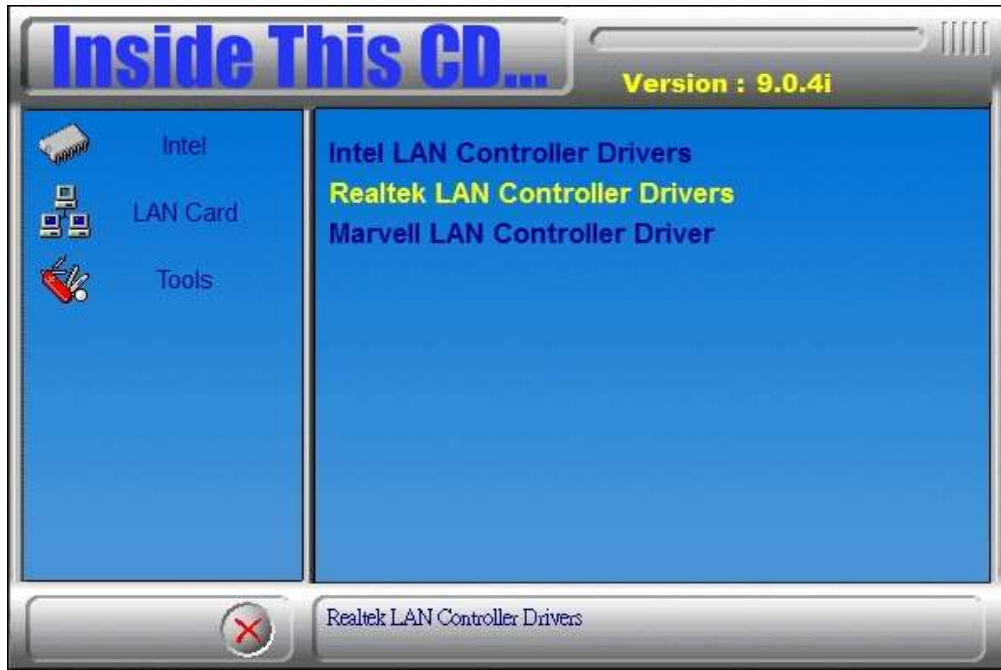 Inside This CD...
Version : 9.0.4i
Intel
LAN Card
Tools
Intel LAN Controller Drivers
Realtek LAN Controller Drivers
Marvell LAN Controller Driver
Realtek LAN Controller Drivers